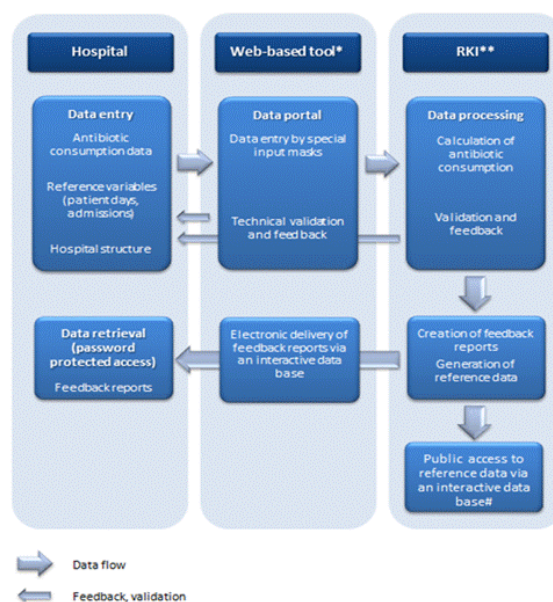 Hospital
Data entry
Antibiotic
consumption data
Reference variables
(patient days,
admissions)
Hospital structure
Data retrieval
(password
protected access)
Feedback reports
Web-based tool*
Data portal
Data entry by special
input masks
Technical validation
and feedback
Electronic delivery of
feedback reports via
an interactive data
base
RKI**
Data processing
Calculation of
antibiotic
consumption
Validation and
feedback
Creation of feedback
reports
Generation of
reference data
Public access to
reference data via
an interactive data
base#
Data flow
Feedback, validation